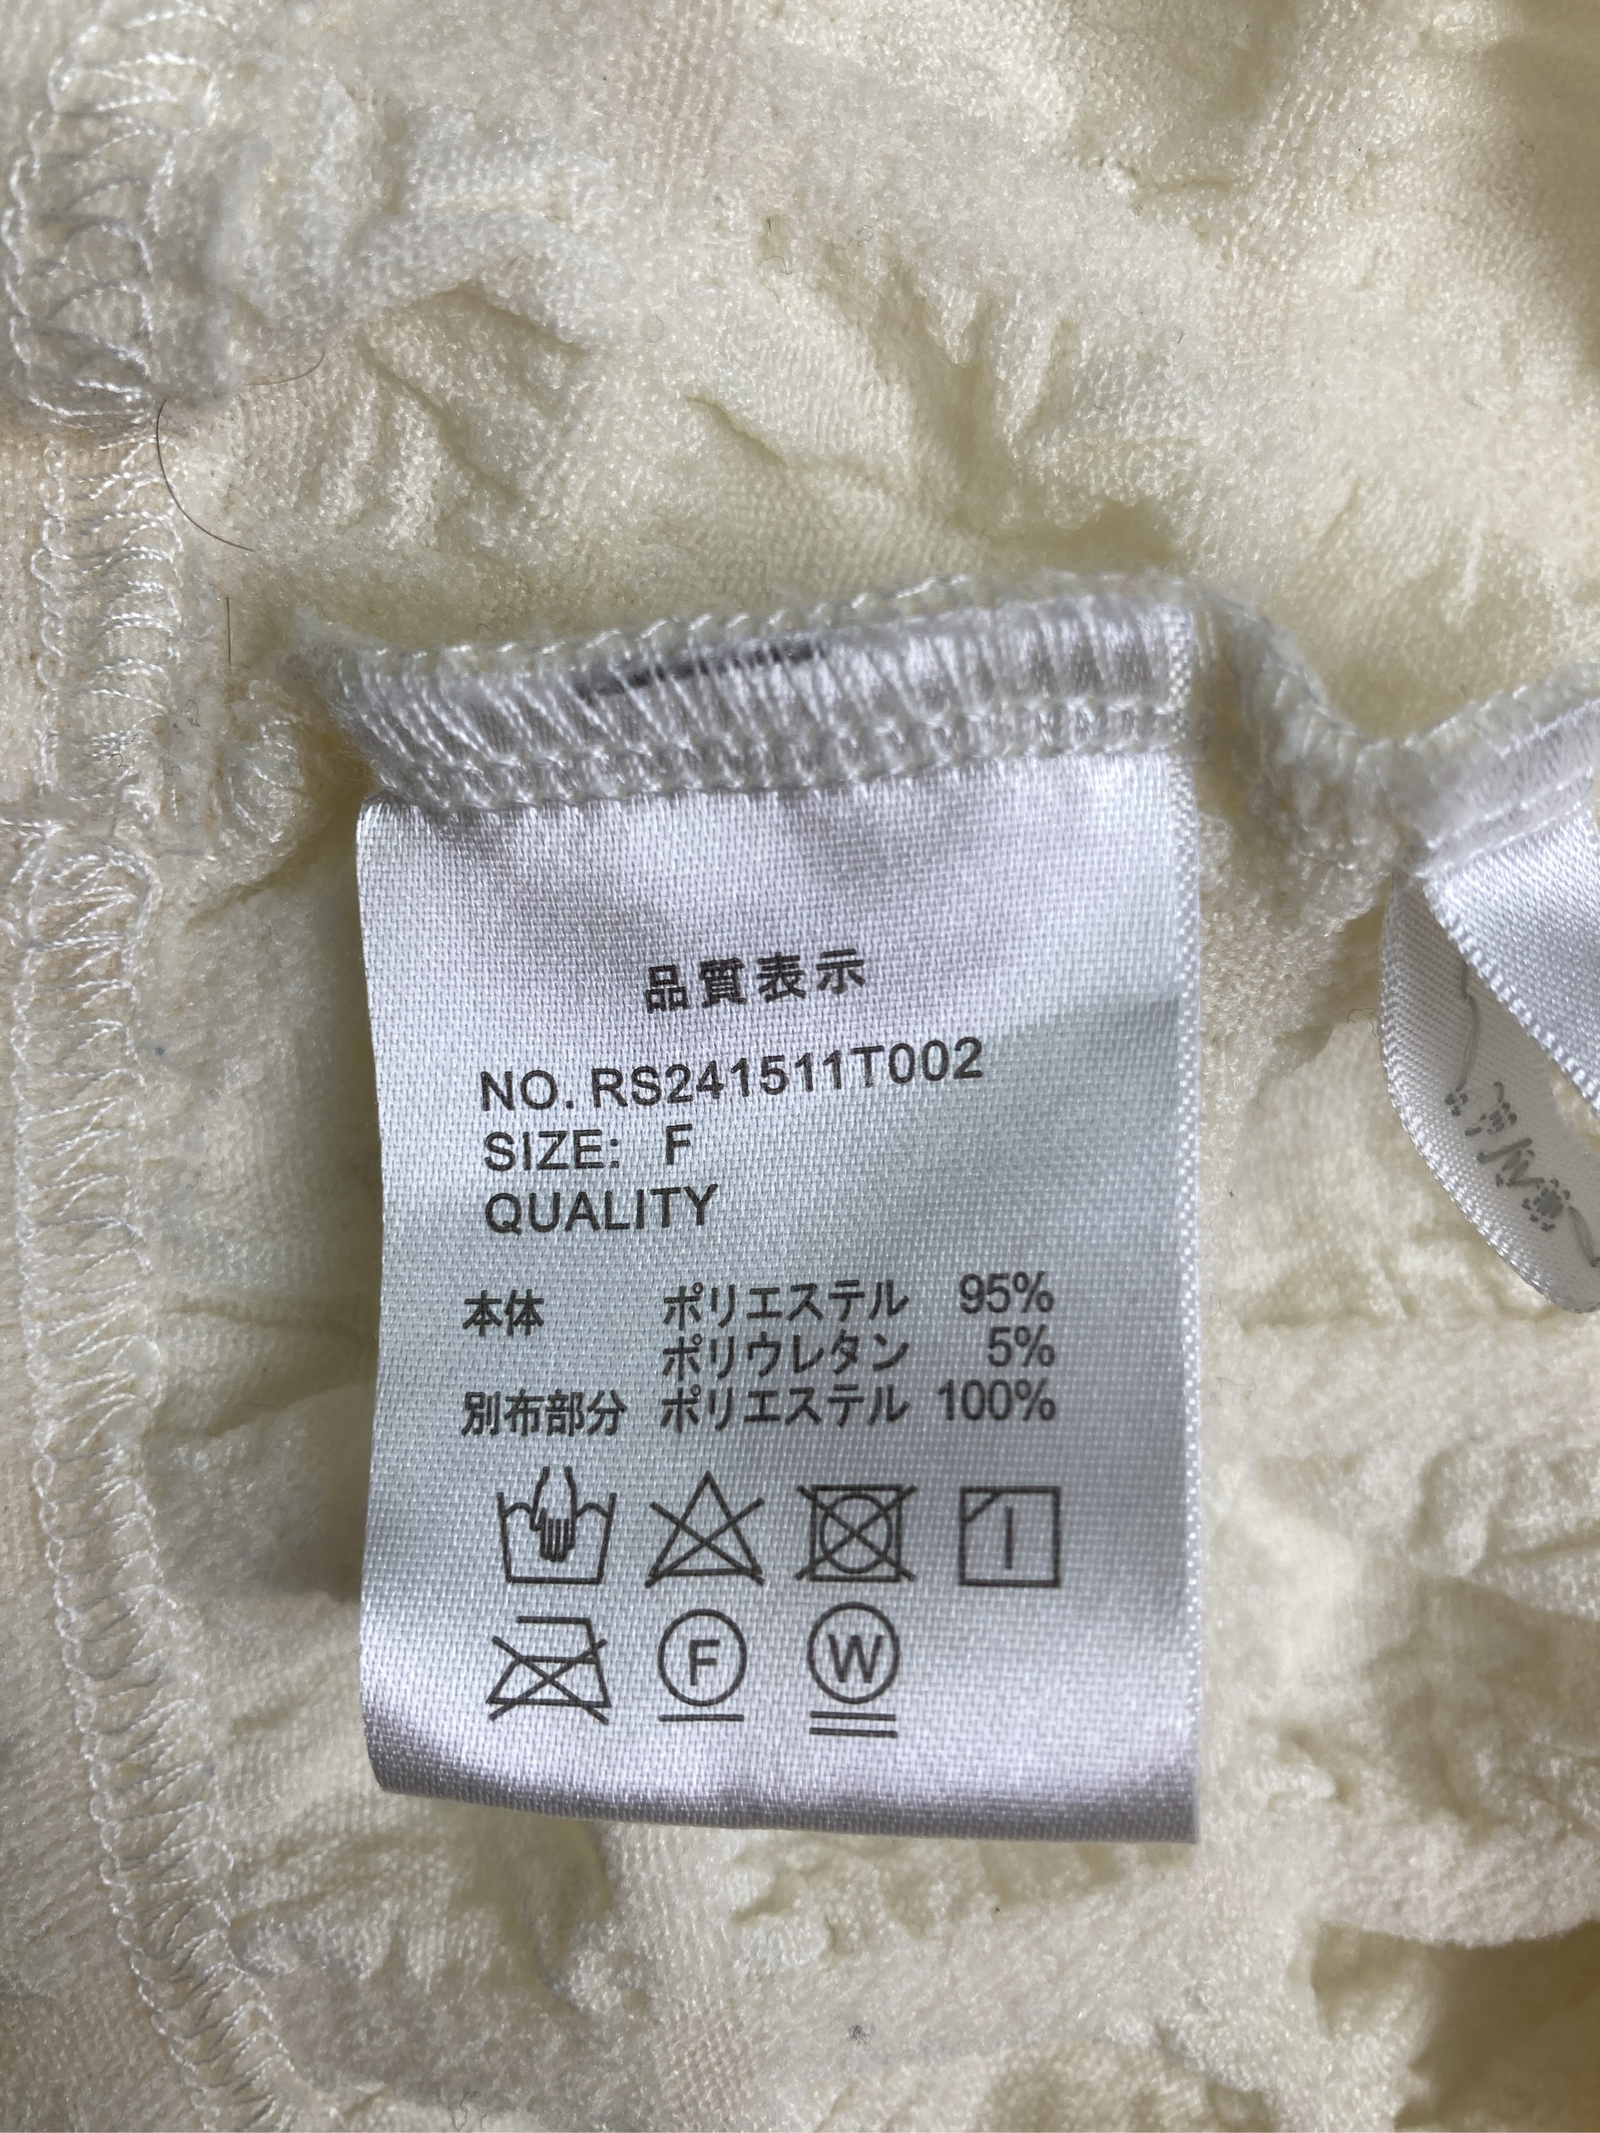 品質表示
NO. RS241511T002
SIZE: F
QUALITY
本体 ポリエステル 95%
ポリウレタン 5%
別布部分 ポリエステル 100%
F W